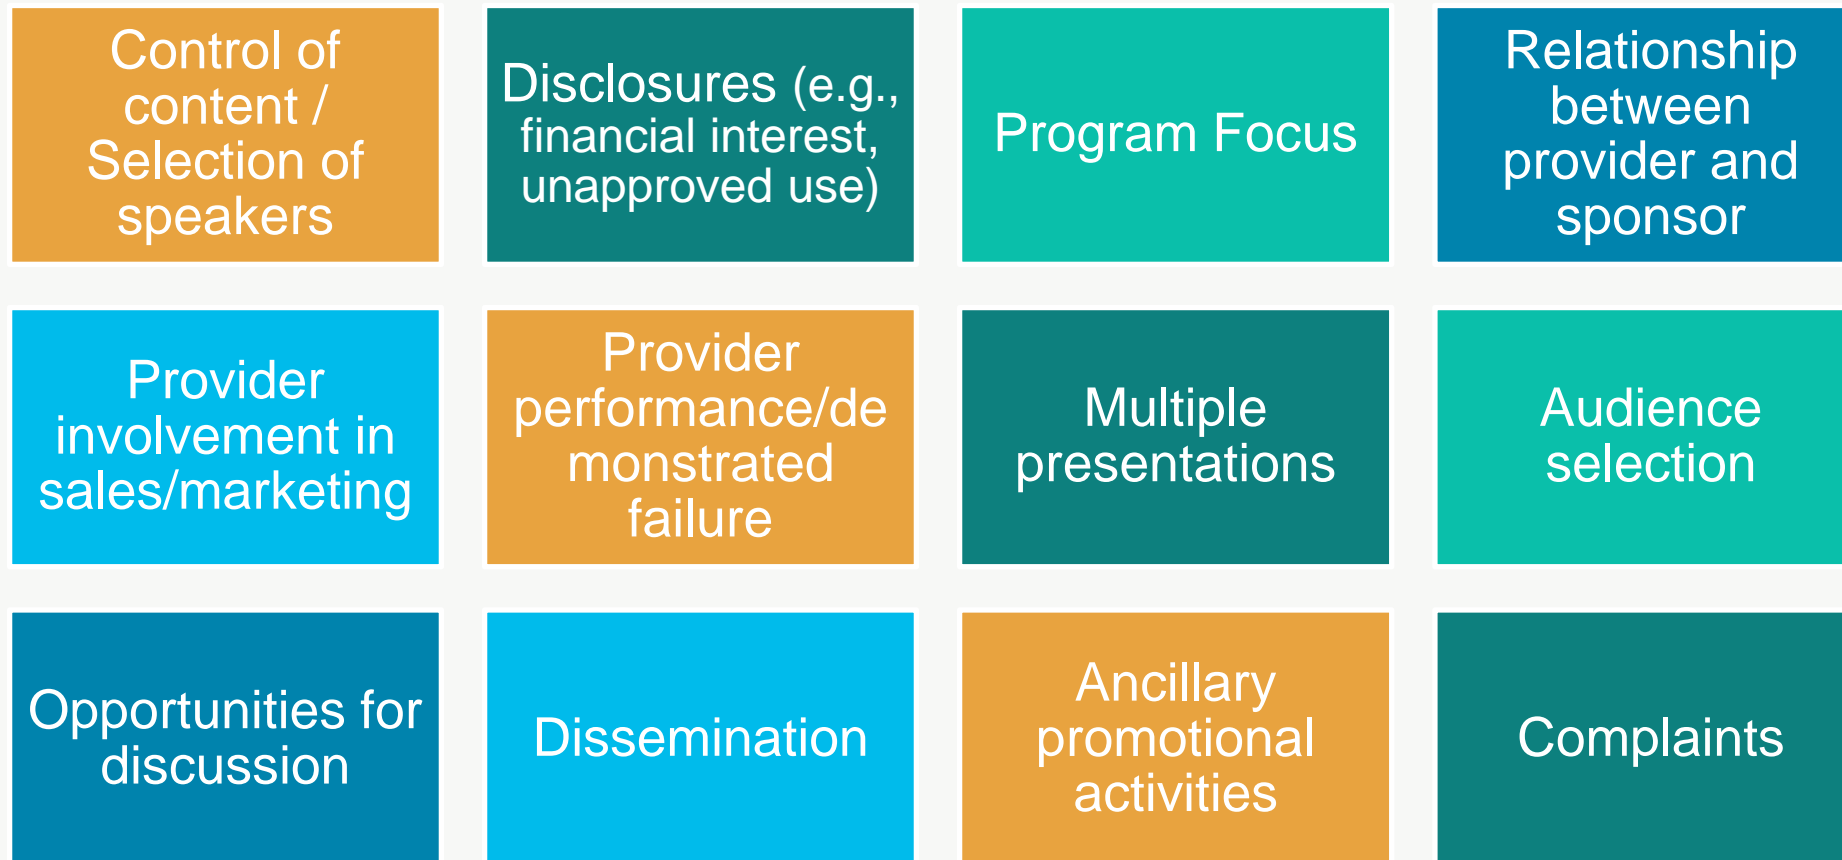 Control of
content /
Selection of
speakers
Disclosures (e.g.,
financial interest,
unapproved use)
Program Focus
Relationship
between
provider and
sponsor
Provider
involvement in
sales/marketing
Provider
performance/de
monstrated
failure
Multiple
presentations
Audience
selection
Opportunities for
discussion
Dissemination
Ancillary
promotional
activities
Complaints